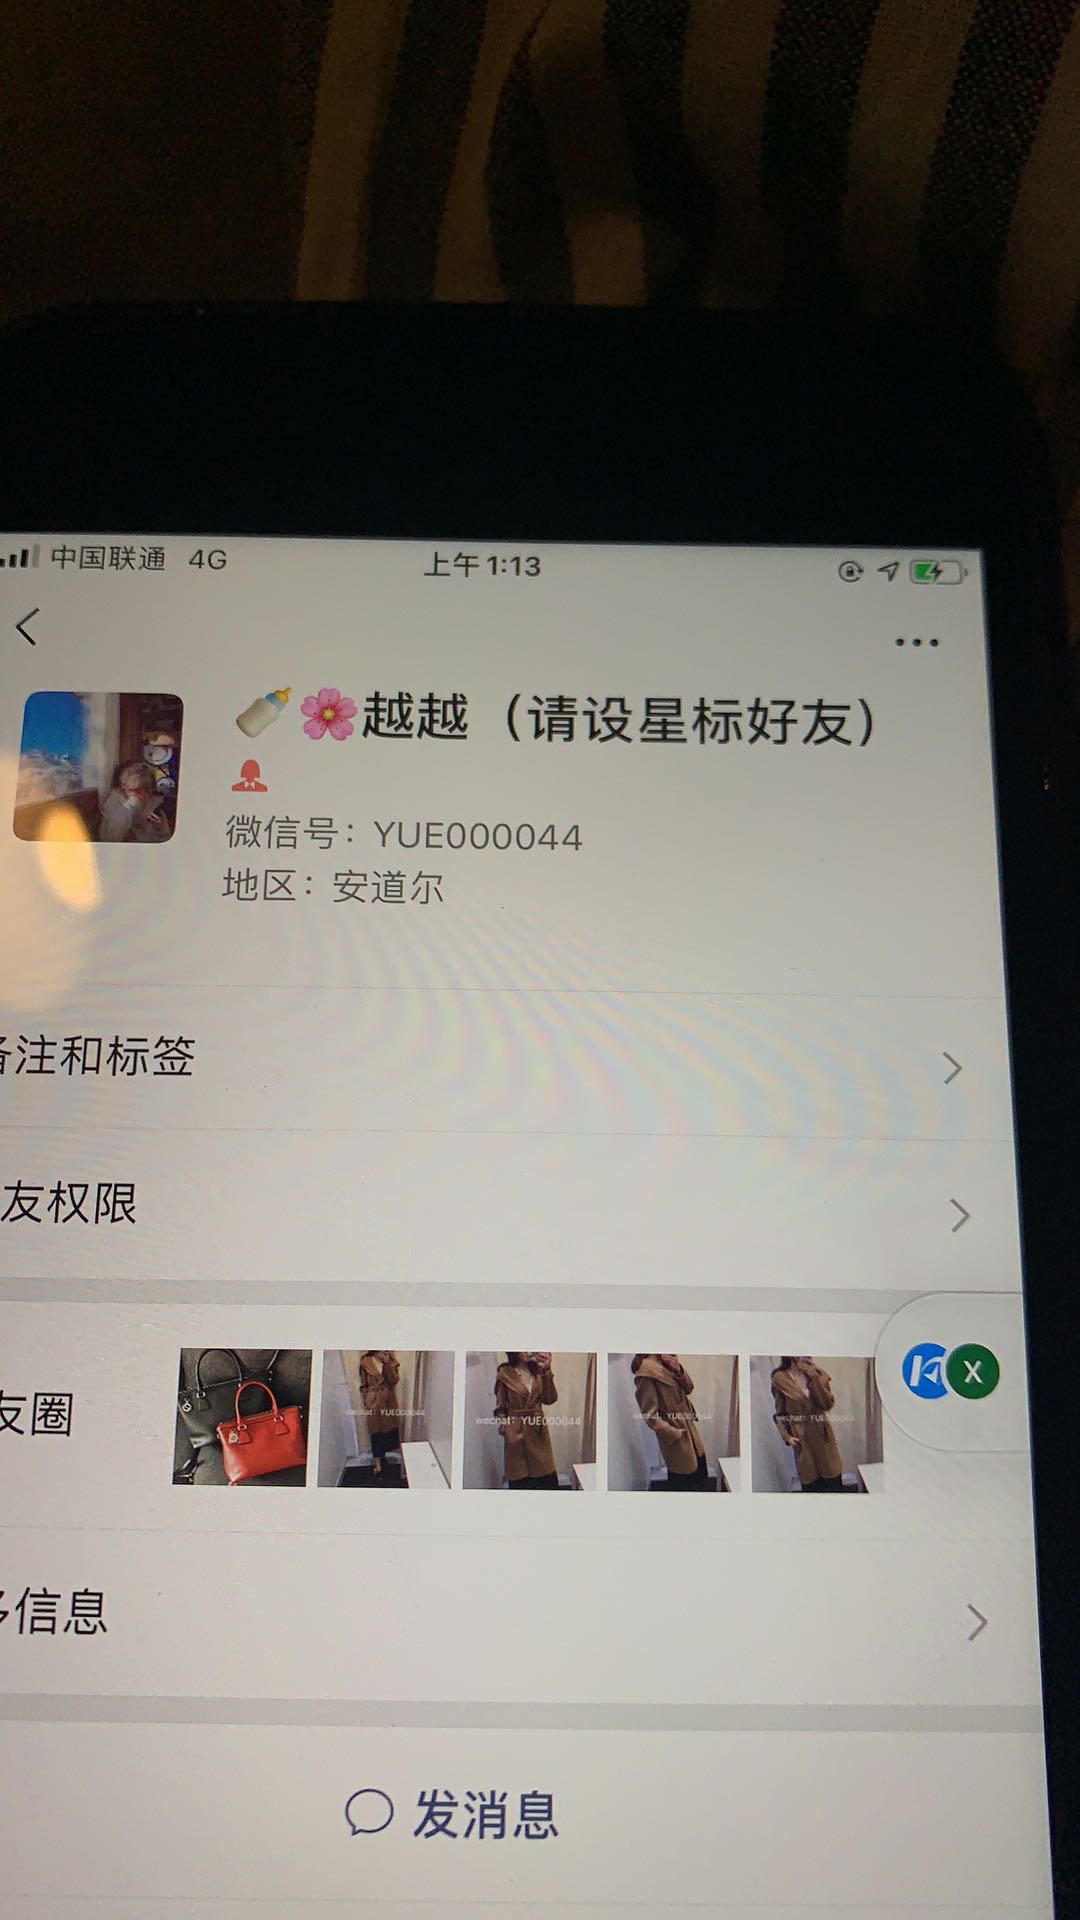 中国联通 4G 上午1:13
越越（请设星标好友）
微信号：YUE000044
地区：安道尔
备注和标签
友权限
友圈
wechat: YUE000044
wechat: YUE000044
wechat: YUE000044
wechat: YUE000044
X
多信息
发消息